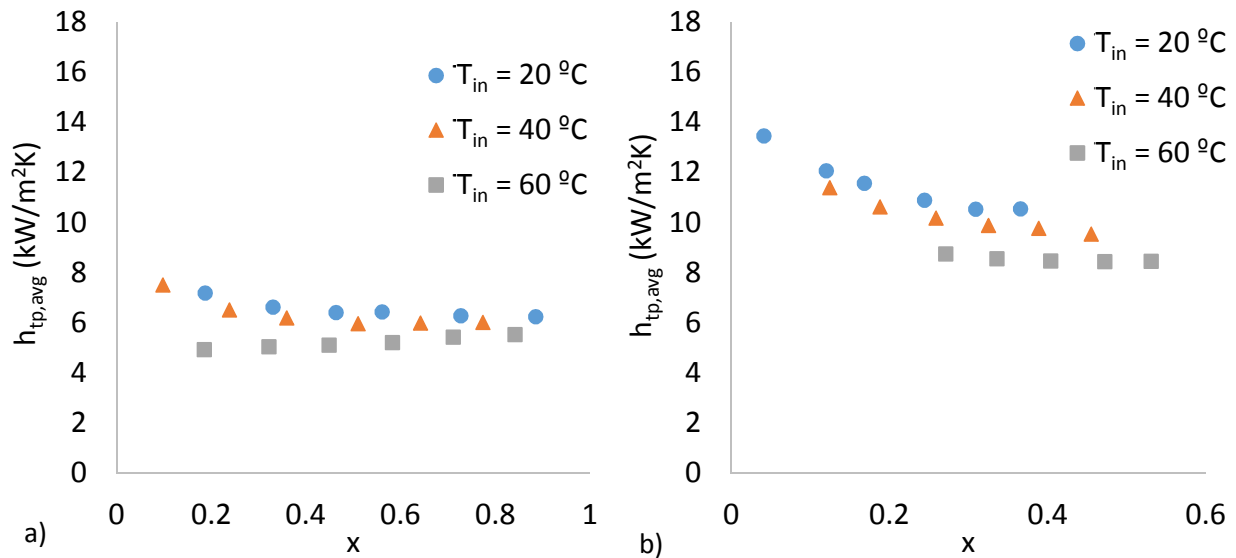 18
16
14
12
10
8
6
4
2
0
h_tp,avg (kW/m²K)
T_in = 20 ºC
T_in = 40 ºC
T_in = 60 ºC
0 0.2 0.4 0.6 0.8 1
x
a)
18
16
14
12
10
8
6
4
2
0
h_tp,avg (kW/m²K)
T_in = 20 ºC
T_in = 40 ºC
T_in = 60 ºC
0 0.2 0.4 0.6
x
b)